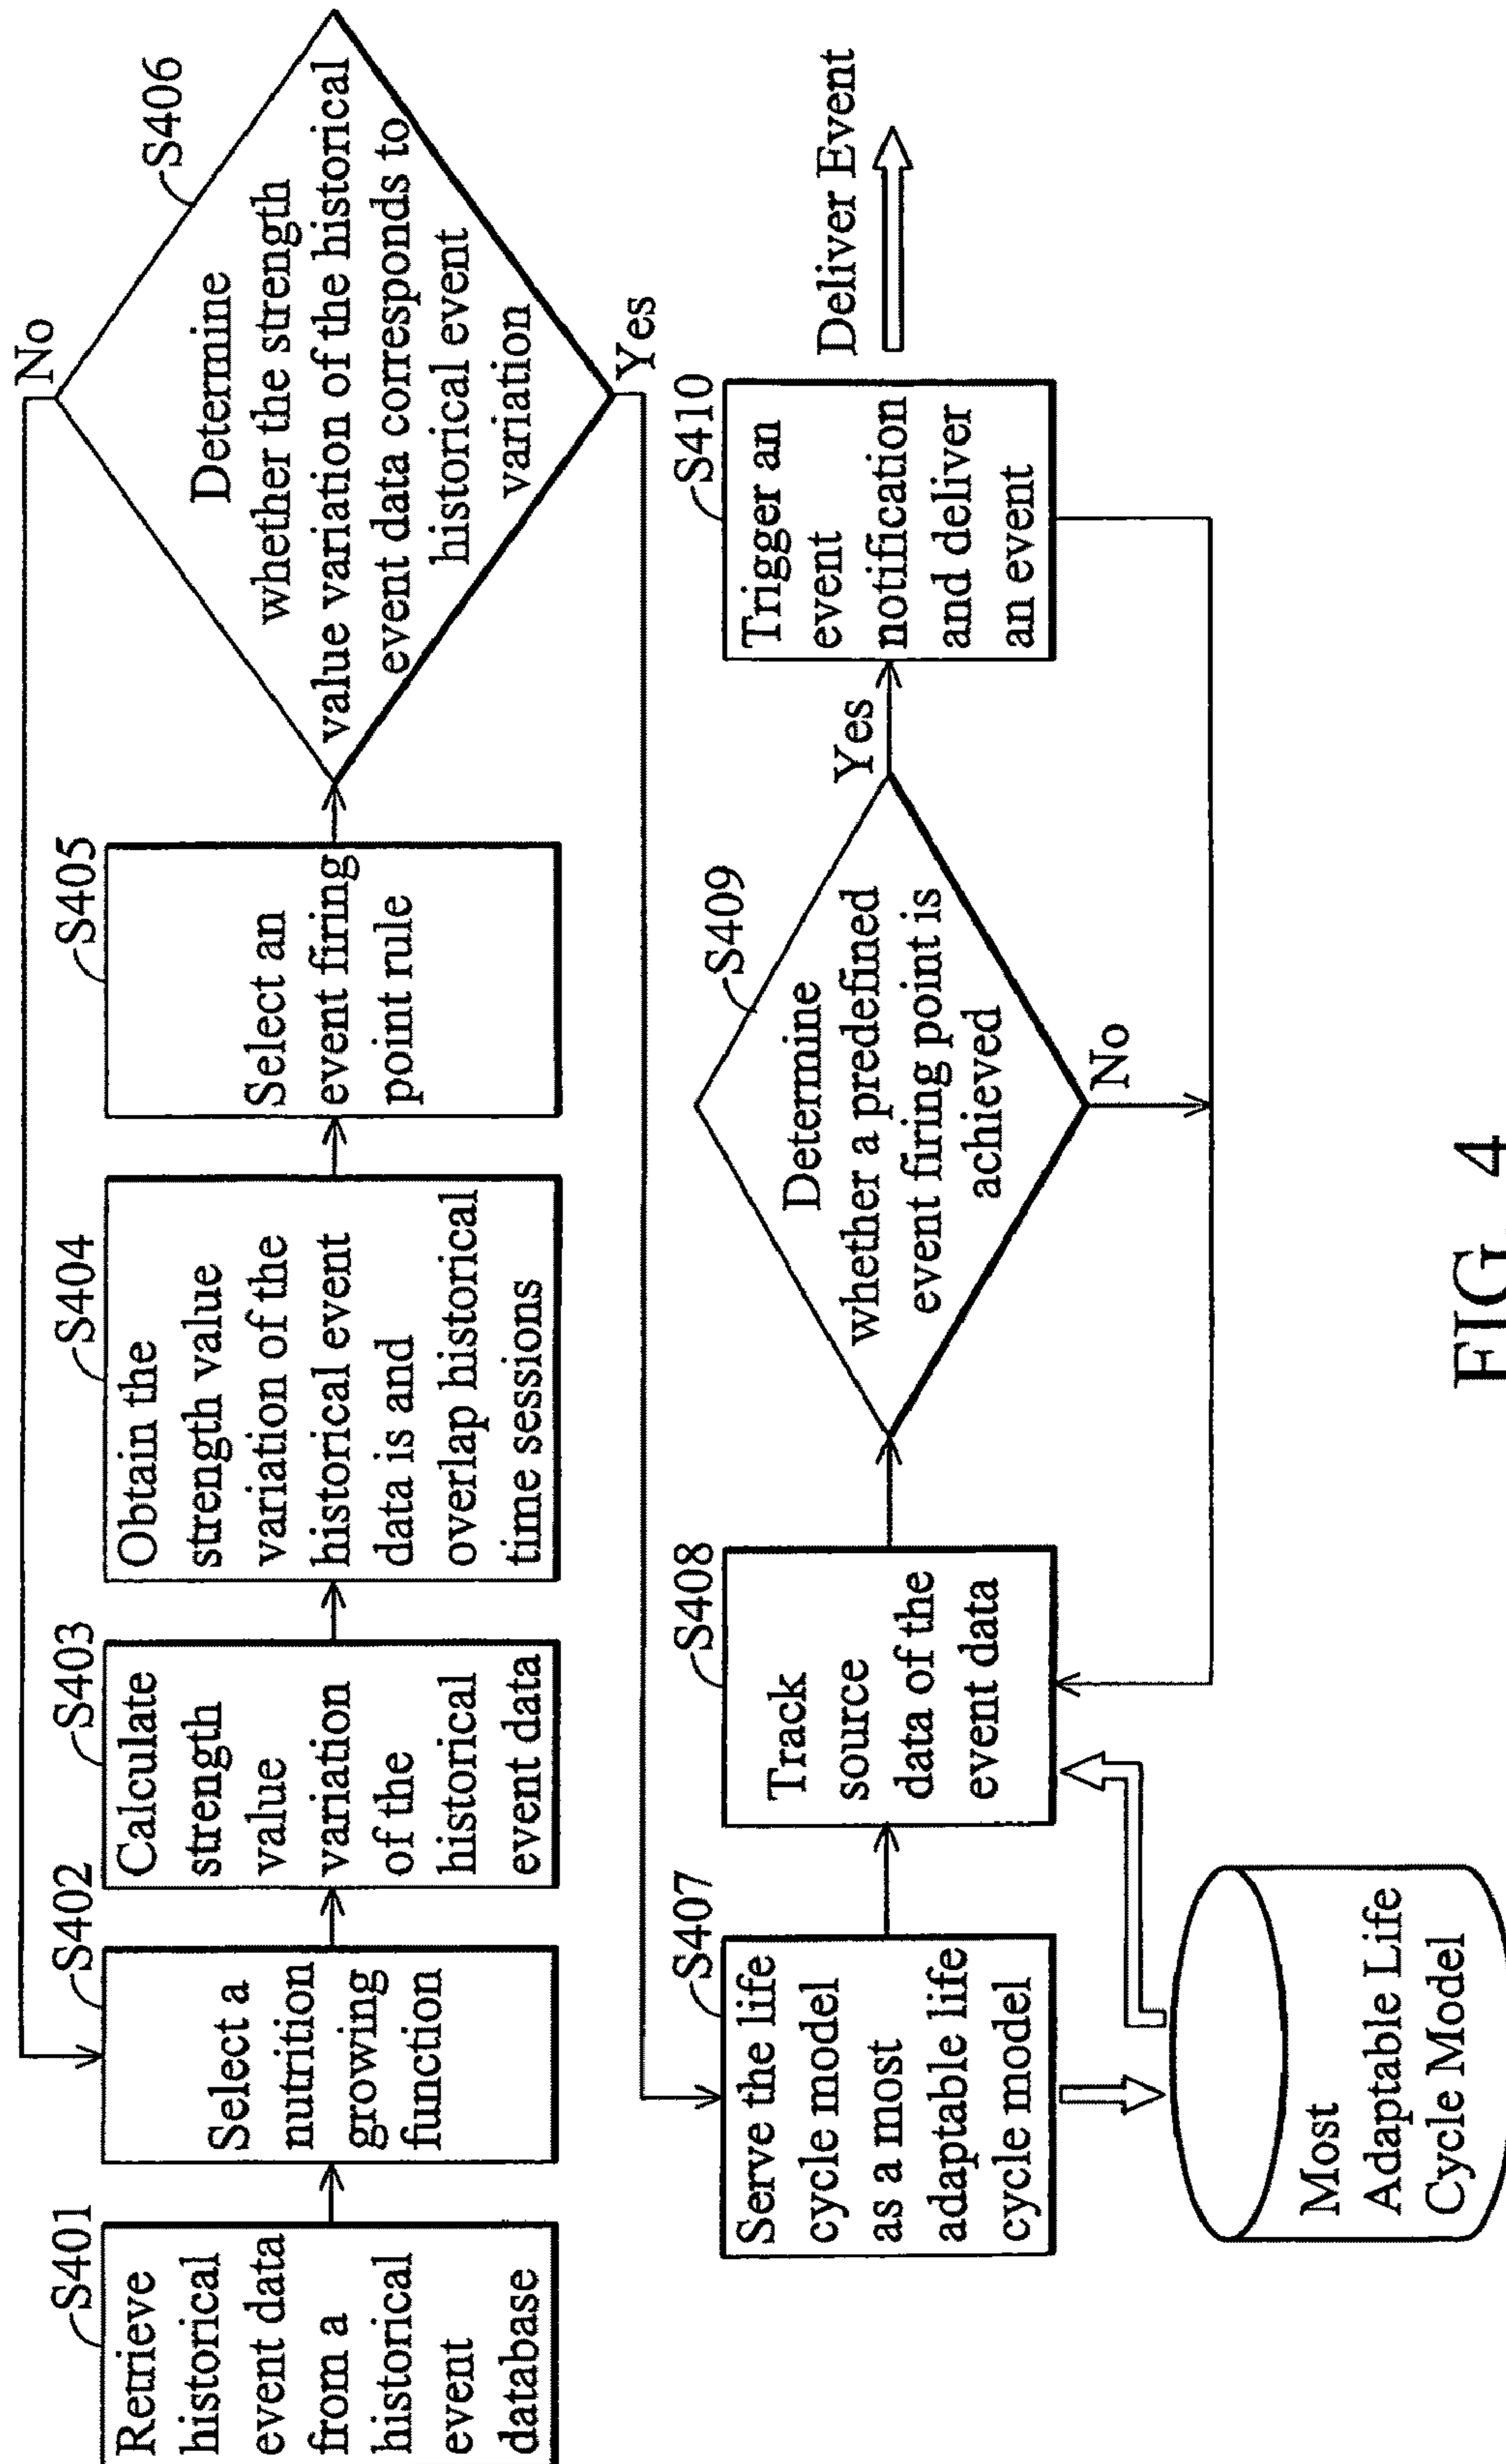 S401
Retrieve
historical
event data
from a
historical
event
database
S402
Select a
nutrition
growing
function
S403
Calculate
strength
value
variation
of the
historical
event data
S404
Obtain the
strength value
variation of the
historical event
data is and
overlap historical
time sessions
S405
Select an
event firing
point rule
S406
Determine
whether the strength
value variation of the historical
event data corresponds to
historical event
variation
No
Yes
S407
Serve the life
cycle model
as a most
adaptable life
cycle model
Most
Adaptable Life
Cycle Model
S408
Track
source
data of the
event data
S409
Determine
whether a predefined
event firing point is
achieved
Yes
No
S410
Trigger an
event
notification
and deliver
an event
Deliver Event
FIG. 4